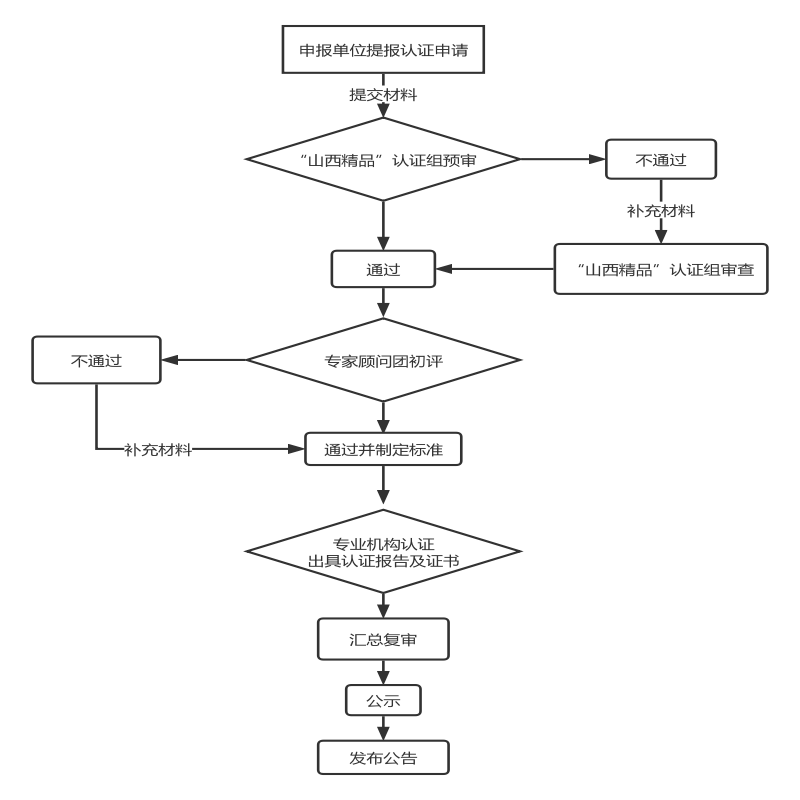 申报单位提报认证申请
提交材料
“山西精品”认证组预审
不通过
补充材料
通过
“山西精品”认证组审查
专家顾问团初评
不通过
补充材料
通过并制定标准
专业机构认证
出具认证报告及证书
汇总复审
公示
发布公告